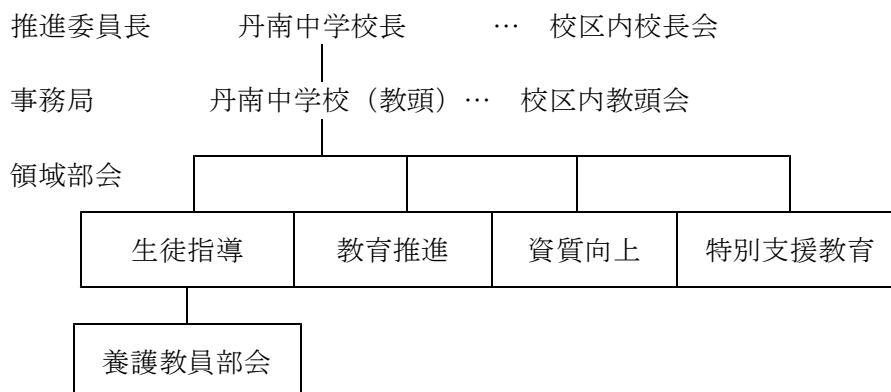 推進委員長　丹南中学校長　…　校区内校長会
事務局　丹南中学校（教頭）…　校区内教頭会
領域部会
生徒指導　教育推進　資質向上　特別支援教育
養護教員部会